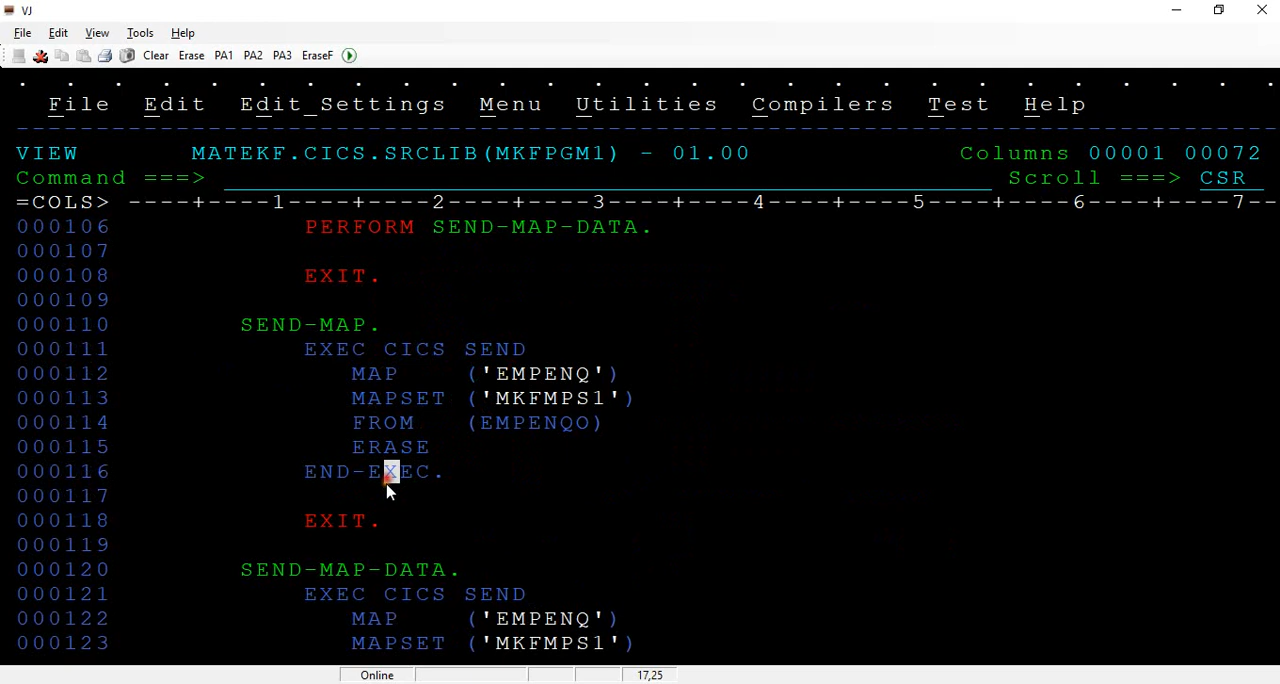 VJ
File Edit View Tools Help
Clear Erase PA1 PA2 PA3 EraseF
File Edit Edit_Settings Menu Utilities Compilers Test Help
VIEW MATEKF.CICS.SRCLIB(MKFPGM1) - 01.00 Columns 00001 00072
Command ===> Scroll ===> CSR
=COLS> ----+----1----+----2----+----3----+----4----+----5----+----6----+----7--
000106 PERFORM SEND-MAP-DATA.
000107
000108 EXIT.
000109
000110 SEND-MAP.
000111 EXEC CICS SEND
000112 MAP ('EMPENQ')
000113 MAPSET ('MKFMPS1')
000114 FROM (EMPENQO)
000115 ERASE
000116 END-EXEC.
000117
000118 EXIT.
000119
000120 SEND-MAP-DATA.
000121 EXEC CICS SEND
000122 MAP ('EMPENQ')
000123 MAPSET ('MKFMPS1')
Online 17,25